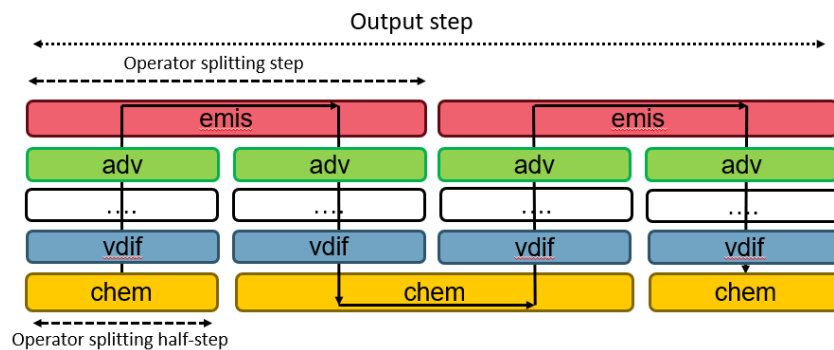 Output step
Operator splitting step
emis emis
adv adv adv adv
.... .... .... ....
vdif vdif vdif vdif
chem chem chem
Operator splitting half-step